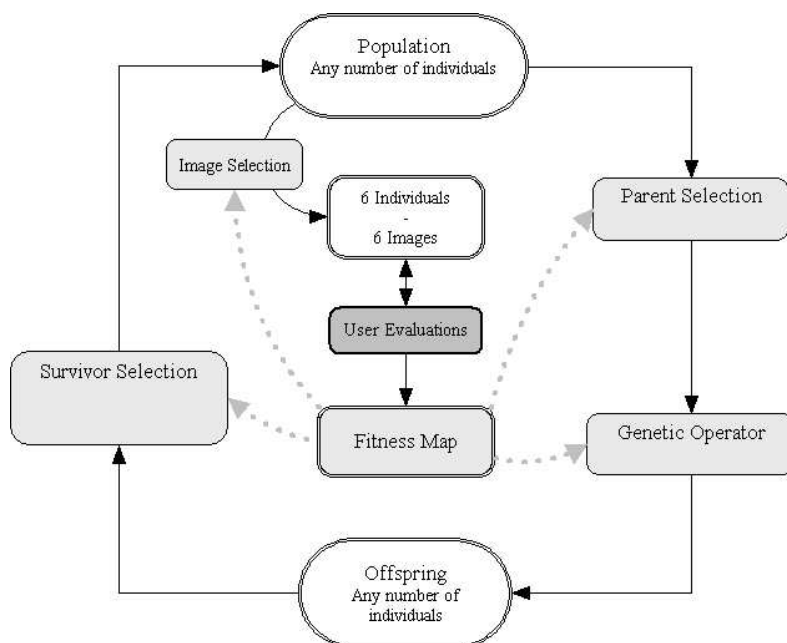 Population
Any number of individuals
Image Selection
6 Individuals
-
6 Images
Parent Selection
User Evaluations
Survivor Selection
Fitness Map
Genetic Operator
Offspring
Any number of
individuals